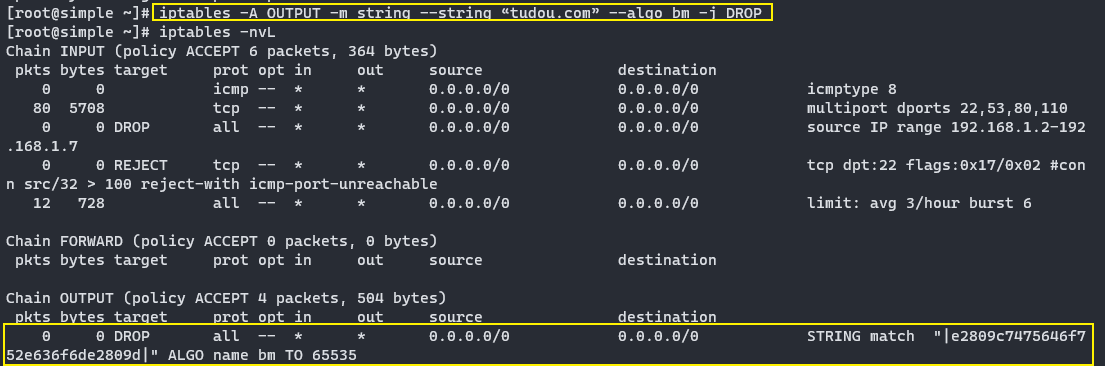 [root@simple ~]# iptables -A OUTPUT -m string --string “tudou.com” --algo bm -j DROP
[root@simple ~]# iptables -nvL
Chain INPUT (policy ACCEPT 6 packets, 364 bytes)
 pkts bytes target     prot opt in     out     source               destination
    0     0            icmp --  *      *       0.0.0.0/0            0.0.0.0/0            icmptype 8
   80  5708            tcp  --  *      *       0.0.0.0/0            0.0.0.0/0            multiport dports 22,53,80,110
    0     0 DROP       all  --  *      *       0.0.0.0/0            0.0.0.0/0            source IP range 192.168.1.2-192
.168.1.7
    0     0 REJECT     tcp  --  *      *       0.0.0.0/0            0.0.0.0/0            tcp dpt:22 flags:0x17/0x02 #con
n src/32 > 100 reject-with icmp-port-unreachable
   12   728            all  --  *      *       0.0.0.0/0            0.0.0.0/0            limit: avg 3/hour burst 6
Chain FORWARD (policy ACCEPT 0 packets, 0 bytes)
 pkts bytes target     prot opt in     out     source               destination
Chain OUTPUT (policy ACCEPT 4 packets, 504 bytes)
 pkts bytes target     prot opt in     out     source               destination
    0     0 DROP       all  --  *      *       0.0.0.0/0            0.0.0.0/0            STRING match  "|e2809c7475646f7
52e636f6de2809d|" ALGO name bm TO 65535